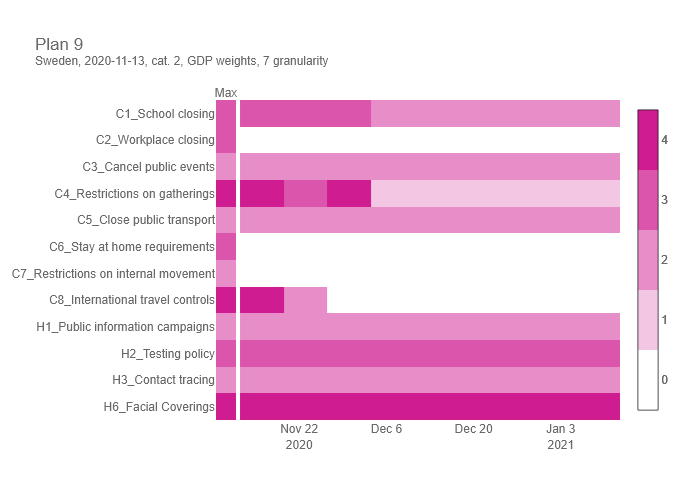 Plan 9
Sweden, 2020-11-13, cat. 2, GDP weights, 7 granularity
Max
C1_School closing
C2_Workplace closing
C3_Cancel public events
C4_Restrictions on gatherings
C5_Close public transport
C6_Stay at home requirements
C7_Restrictions on internal movement
C8_International travel controls
H1_Public information campaigns
H2_Testing policy
H3_Contact tracing
H6_Facial Coverings
Nov 22 Dec 6 Dec 20 Jan 3
2020 2021
4
3
2
1
0